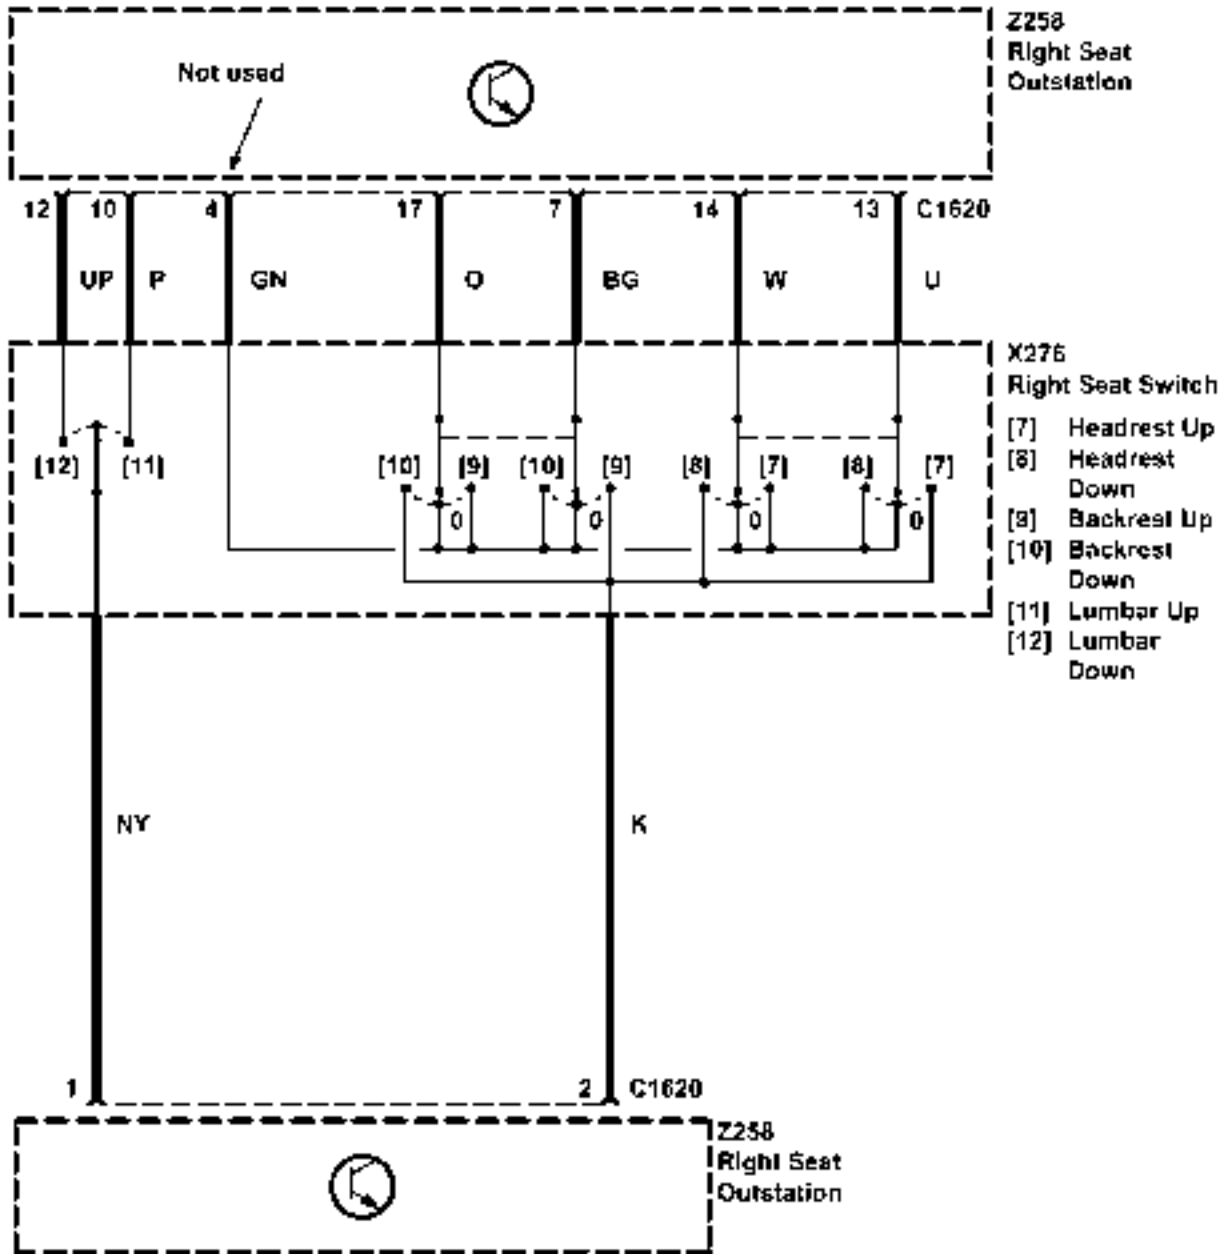 Z258
Right Seat
Outstation
Not used
12 10 4 17 7 14 13 C1620
UP P GN O BG W U
X276
Right Seat Switch
[7] Headrest Up
[8] Headrest
Down
[9] Backrest Up
[10] Backrest
Down
[11] Lumbar Up
[12] Lumbar
Down
[12] [11] [10] [9] [10] [9] [8] [7] [8] [7]
0 0 0 0
NY K
1 2 C1620
Z258
Right Seat
Outstation